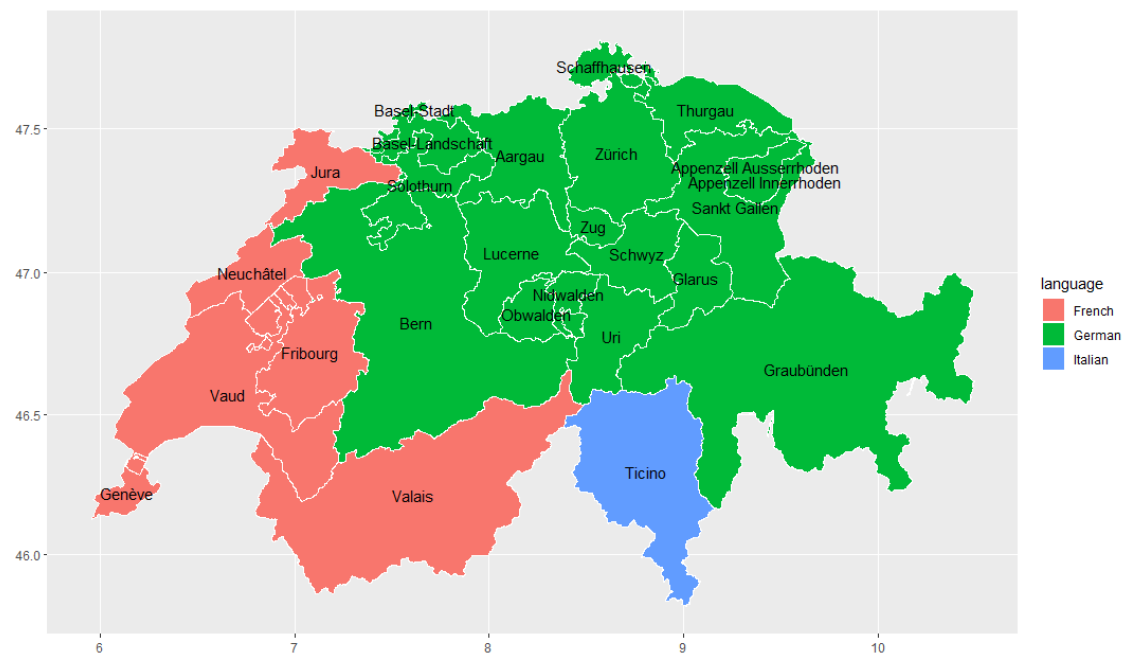 Schaffhausen
Basel-Stadt
Thurgau
47.5
Basel-Landschaft
Aargau
Zürich
Jura
Appenzell Ausserrhoden
Solothurn
Appenzell Innerrhoden
Sankt Gallen
Zug
Lucerne
Schwyz
47.0
Neuchâtel
Glarus
language
Nidwalden
French
Obwalden
Bern
German
Uri
Fribourg
Italian
Graubünden
Vaud
46.5
Ticino
Genève
Valais
46.0
6
7
8
9
10